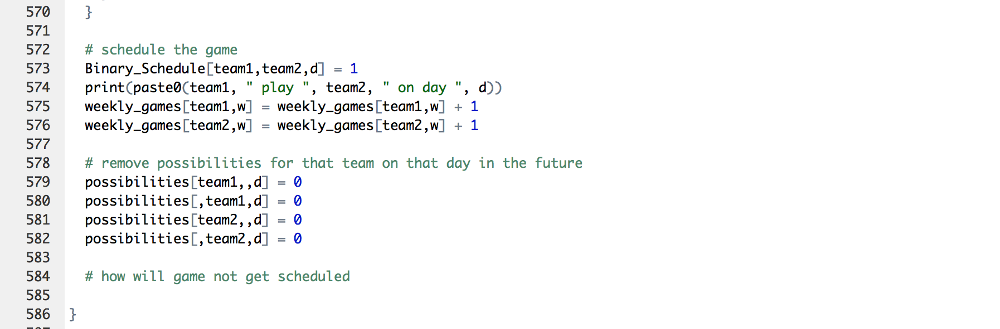 570 }
571
572 # schedule the game
573 Binary_Schedule[team1,team2,d] = 1
574 print(paste0(team1, " play ", team2, " on day ", d))
575 weekly_games[team1,w] = weekly_games[team1,w] + 1
576 weekly_games[team2,w] = weekly_games[team2,w] + 1
577
578 # remove possibilities for that team on that day in the future
579 possibilities[team1,,d] = 0
580 possibilities[,team1,d] = 0
581 possibilities[team2,,d] = 0
582 possibilities[,team2,d] = 0
583
584 # how will game not get scheduled
585
586 }